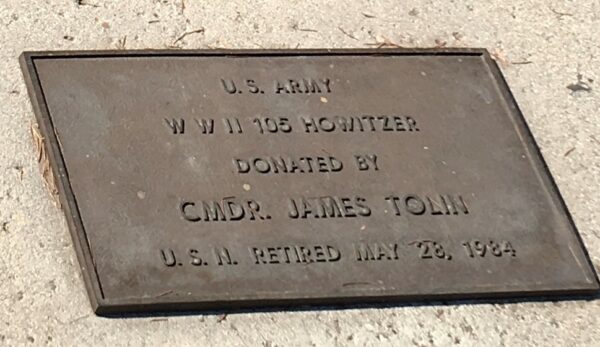 U. S. ARMY
W W II 105 HOWITZER
DONATED BY
CMDR. JAMES TOLIN
U. S. N. RETIRED MAY 28, 1984